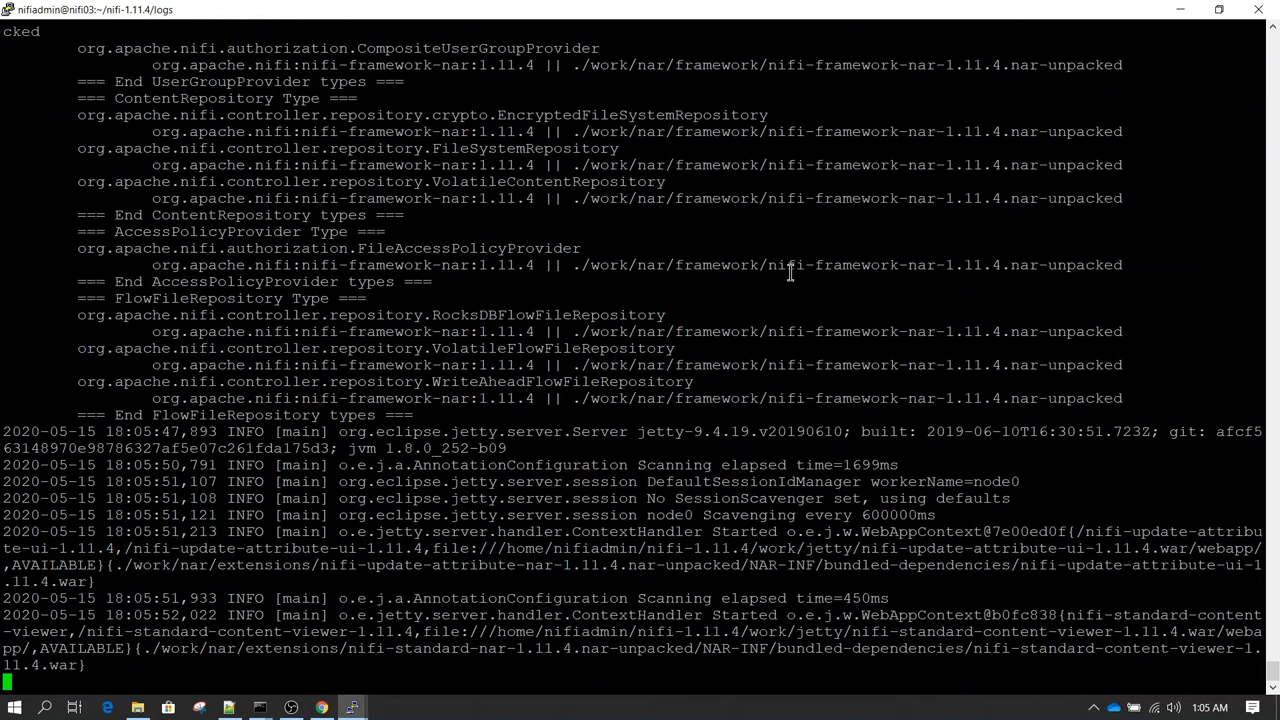 nifiadmin@nifi03:~/nifi-1.11.4/logs
cked
org.apache.nifi.authorization.CompositeUserGroupProvider
org.apache.nifi:nifi-framework-nar:1.11.4 || ./work/nar/framework/nifi-framework-nar-1.11.4.nar-unpacked
=== End UserGroupProvider types ===
=== ContentRepository Type ===
org.apache.nifi.controller.repository.crypto.EncryptedFileSystemRepository
org.apache.nifi:nifi-framework-nar:1.11.4 || ./work/nar/framework/nifi-framework-nar-1.11.4.nar-unpacked
org.apache.nifi.controller.repository.FileSystemRepository
org.apache.nifi:nifi-framework-nar:1.11.4 || ./work/nar/framework/nifi-framework-nar-1.11.4.nar-unpacked
org.apache.nifi.controller.repository.VolatileContentRepository
org.apache.nifi:nifi-framework-nar:1.11.4 || ./work/nar/framework/nifi-framework-nar-1.11.4.nar-unpacked
=== End ContentRepository types ===
=== AccessPolicyProvider Type ===
org.apache.nifi.authorization.FileAccessPolicyProvider
org.apache.nifi:nifi-framework-nar:1.11.4 || ./work/nar/framework/nifi-framework-nar-1.11.4.nar-unpacked
=== End AccessPolicyProvider types ===
=== FlowFileRepository Type ===
org.apache.nifi.controller.repository.RocksDBFlowFileRepository
org.apache.nifi:nifi-framework-nar:1.11.4 || ./work/nar/framework/nifi-framework-nar-1.11.4.nar-unpacked
org.apache.nifi.controller.repository.VolatileFlowFileRepository
org.apache.nifi:nifi-framework-nar:1.11.4 || ./work/nar/framework/nifi-framework-nar-1.11.4.nar-unpacked
org.apache.nifi.controller.repository.WriteAheadFlowFileRepository
org.apache.nifi:nifi-framework-nar:1.11.4 || ./work/nar/framework/nifi-framework-nar-1.11.4.nar-unpacked
=== End FlowFileRepository types ===
2020-05-15 18:05:47,893 INFO [main] org.eclipse.jetty.server.Server jetty-9.4.19.v20190610; built: 2019-06-10T16:30:51.723Z; git: afcf5
63148970e98786327af5e07c261fda175d3; jvm 1.8.0_252-b09
2020-05-15 18:05:50,791 INFO [main] o.e.j.a.AnnotationConfiguration Scanning elapsed time=1699ms
2020-05-15 18:05:51,107 INFO [main] org.eclipse.jetty.server.session DefaultSessionIdManager workerName=node0
2020-05-15 18:05:51,108 INFO [main] org.eclipse.jetty.server.session No SessionScavenger set, using defaults
2020-05-15 18:05:51,121 INFO [main] org.eclipse.jetty.server.session node0 Scavenging every 600000ms
2020-05-15 18:05:51,213 INFO [main] o.e.jetty.server.handler.ContextHandler Started o.e.j.w.WebAppContext@7e00ed0f{/nifi-update-attribu
te-ui-1.11.4,/nifi-update-attribute-ui-1.11.4,file:///home/nifiadmin/nifi-1.11.4/work/jetty/nifi-update-attribute-ui-1.11.4.war/webapp/
,AVAILABLE}{./work/nar/extensions/nifi-update-attribute-nar-1.11.4.nar-unpacked/NAR-INF/bundled-dependencies/nifi-update-attribute-ui-1
.11.4.war}
2020-05-15 18:05:51,933 INFO [main] o.e.j.a.AnnotationConfiguration Scanning elapsed time=450ms
2020-05-15 18:05:52,022 INFO [main] o.e.jetty.server.handler.ContextHandler Started o.e.j.w.WebAppContext@b0fc838{nifi-standard-content
-viewer,/nifi-standard-content-viewer-1.11.4,file:///home/nifiadmin/nifi-1.11.4/work/jetty/nifi-standard-content-viewer-1.11.4.war/weba
pp/,AVAILABLE}{./work/nar/extensions/nifi-standard-nar-1.11.4.nar-unpacked/NAR-INF/bundled-dependencies/nifi-standard-content-viewer-1.
11.4.war}
1:05 AM